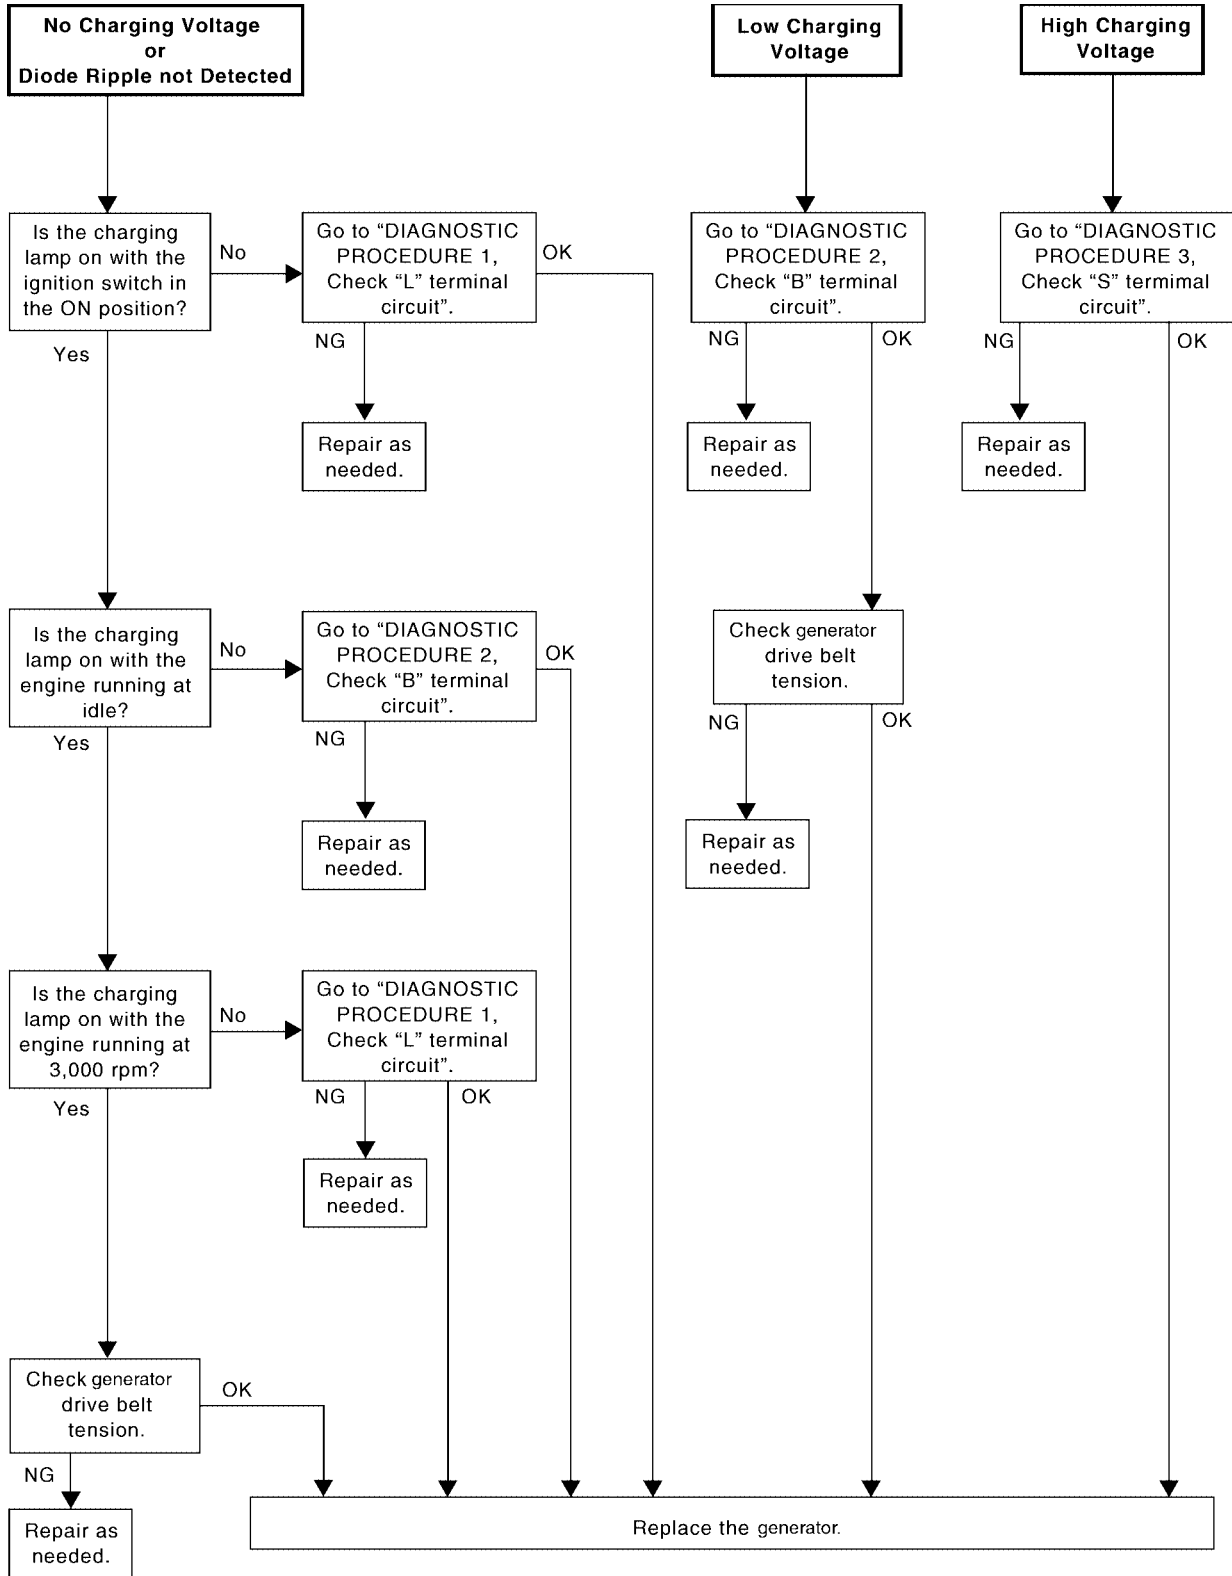 No Charging Voltage
or
Diode Ripple not Detected
Low Charging
Voltage
High Charging
Voltage
Is the charging
lamp on with the
ignition switch in
the ON position?
No
Go to “DIAGNOSTIC
PROCEDURE 1,
Check “L” terminal
circuit”.
OK
Go to “DIAGNOSTIC
PROCEDURE 2,
Check “B” terminal
circuit”.
Go to “DIAGNOSTIC
PROCEDURE 3,
Check “S” termimal
circuit”.
Yes
NG
NG
OK
NG
OK
Repair as
needed.
Repair as
needed.
Repair as
needed.
Is the charging
lamp on with the
engine running at
idle?
No
Go to “DIAGNOSTIC
PROCEDURE 2,
Check “B” terminal
circuit”.
OK
Check generator
drive belt
tension.
Yes
NG
NG
OK
Repair as
needed.
Repair as
needed.
Is the charging
lamp on with the
engine running at
3,000 rpm?
No
Go to “DIAGNOSTIC
PROCEDURE 1,
Check “L” terminal
circuit”.
Yes
NG
OK
Repair as
needed.
Check generator
drive belt
tension.
OK
NG
Repair as
needed.
Replace the generator.